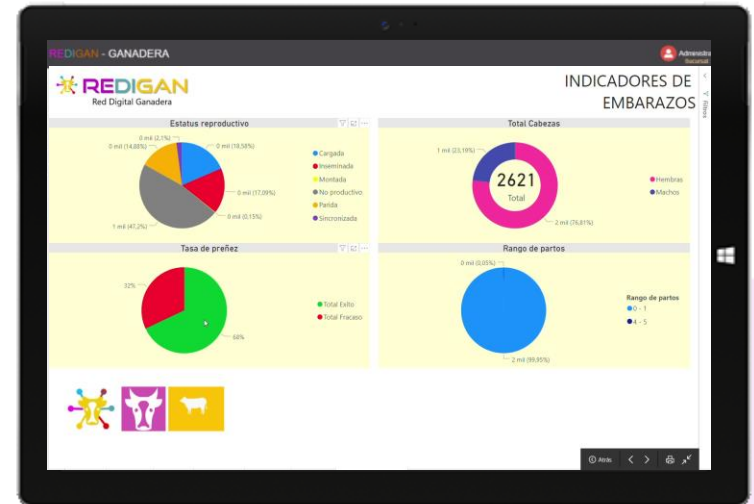 REDIGAN - GANADERA
Administra
Sucursal
REDIGAN
Red Digital Ganadera
INDICADORES DE
EMBARAZOS
Filtros
Estatus reproductivo
0 mil (2,1%)
0 mil (14,88%)
0 mil (18,58%)
0 mil (17,09%)
0 mil (0,15%)
1 mil (47,2%)
Cargada
Inseminada
Montada
No productivo
Parida
Sincronizada
Total Cabezas
1 mil (23,19%)
2621
Total
2 mil (76,81%)
Hembras
Machos
Tasa de preñez
32%
68%
Total Exito
Total Fracaso
Rango de partos
0 mil (0,05%)
2 mil (99,95%)
Rango de partos
0 - 1
4 - 5
Atrás